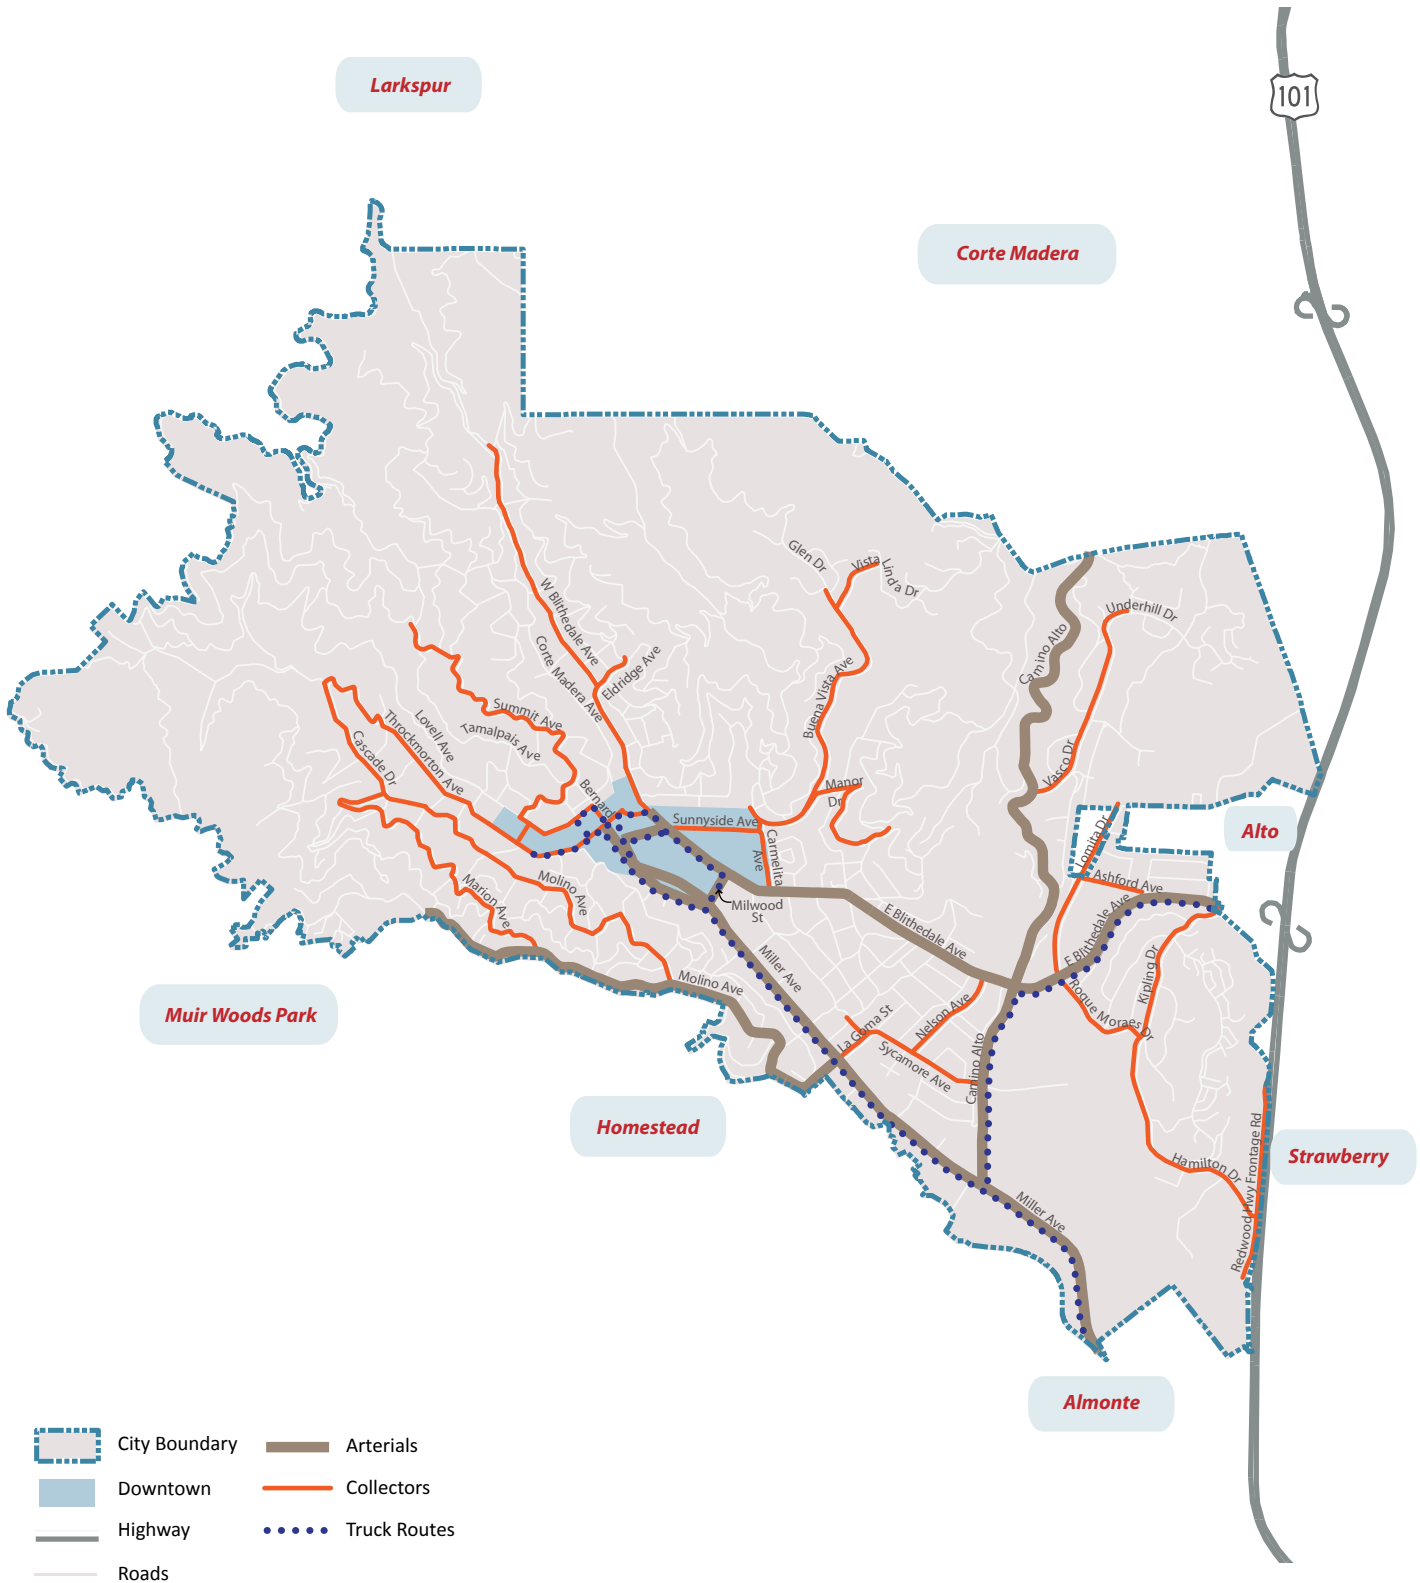 101
Larkspur
Corte Madera
Glen Dr
Vista
Linda Dr
Underhill Dr
Camino Alto
W Blithedale Ave
Corte Madera Ave
Eldridge Ave
Buena Vista Ave
Summit Ave
Tamalpais Ave
Lovell Ave
Throckmorton Ave
Cascade Dr
Vasco Dr
Manor
Dr
Bernard
Sunnyside Ave
Carmelita
Ave
Lomita Dr
Alto
Ashford Ave
Molino Ave
Marion Ave
Milwood
St
E Blithedale Ave
E Blithedale Ave
Kipling Dr
Miller Ave
Molino Ave
Roque Moraes Dr
Muir Woods Park
La Goma St
Nelson Ave
Sycamore Ave
Camino Alto
Homestead
Hamilton Dr
Redwood Hwy Frontage Rd
Strawberry
Miller Ave
Almonte
City Boundary
Arterials
Downtown
Collectors
Highway
Truck Routes
Roads